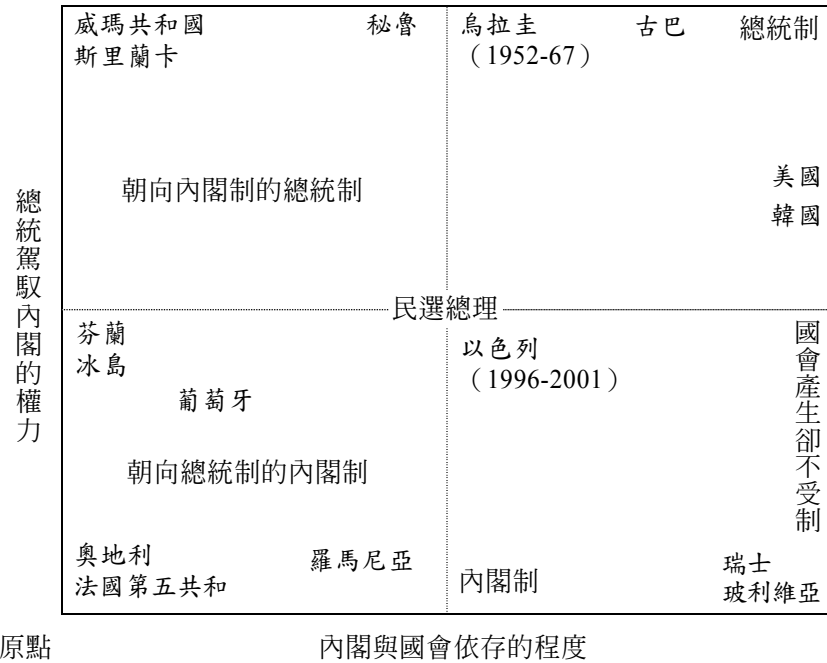 威瑪共和國
斯里蘭卡
秘魯
烏拉圭
（1952-67）
古巴
總統制
朝向內閣制的總統制
美國
韓國
總統駕馭內閣的權力
民選總理
芬蘭
冰島
葡萄牙
以色列
（1996-2001）
國會產生卻不受制
朝向總統制的內閣制
奧地利
法國第五共和
羅馬尼亞
內閣制
瑞士
玻利維亞
原點
內閣與國會依存的程度